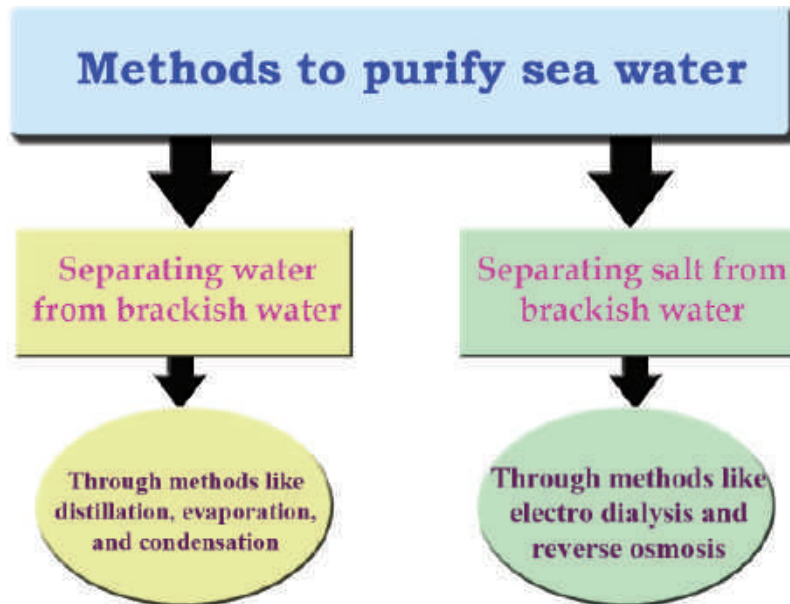 Methods to purify sea water
Separating water
from brackish water
Separating salt from
brackish water
Through methods like
distillation, evaporation,
and condensation
Through methods like
electro dialysis and
reverse osmosis